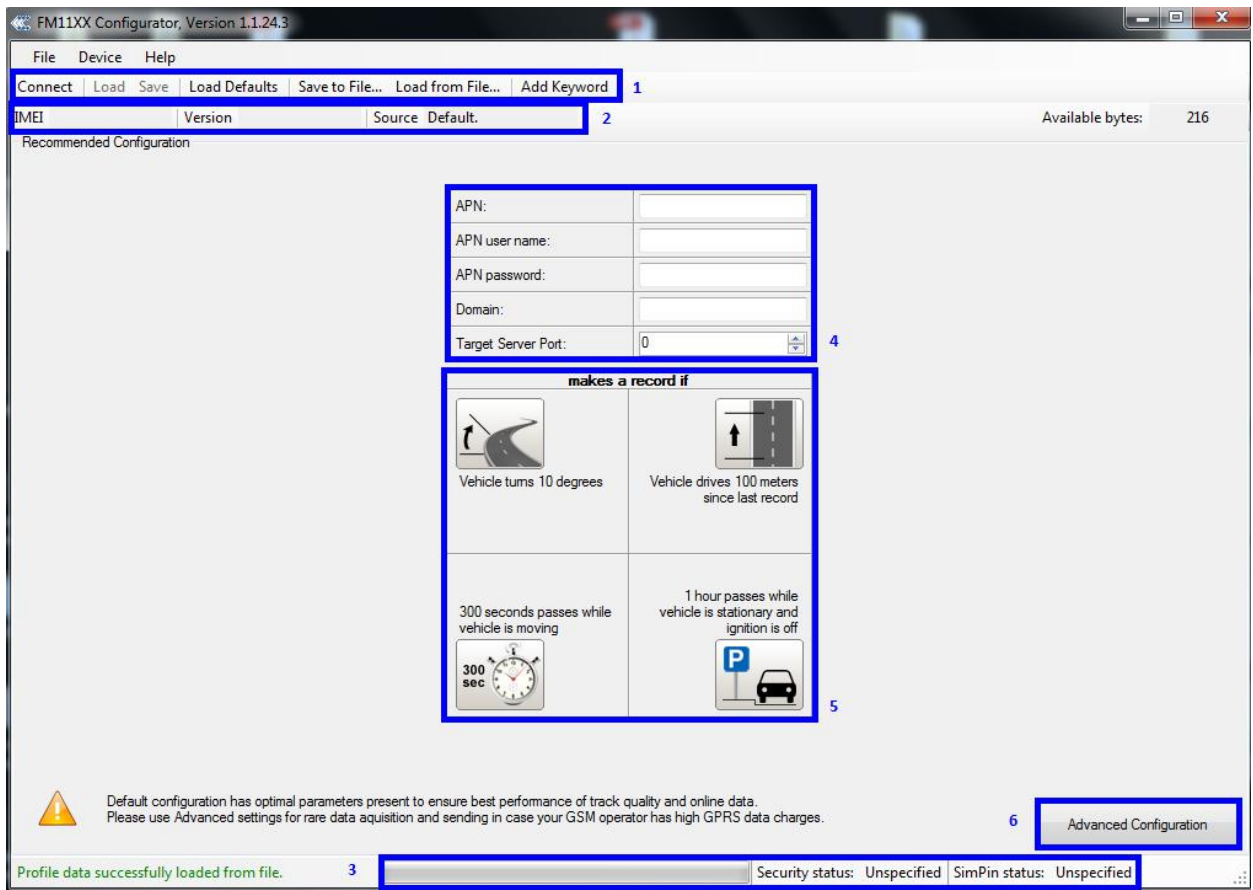 FM11XX Configurator, Version 1.1.24.3
File Device Help
Connect Load Save Load Defaults Save to File... Load from File... Add Keyword 1
IMEI Version Source Default. 2 Available bytes: 216
Recommended Configuration
APN:
APN user name:
APN password:
Domain:
Target Server Port: 0 4
makes a record if
Vehicle turns 10 degrees
Vehicle drives 100 meters
since last record
300 seconds passes while
vehicle is moving
300
sec
1 hour passes while
vehicle is stationary and
ignition is off
P
5
Default configuration has optimal parameters present to ensure best performance of track quality and online data.
Please use Advanced settings for rare data aquisition and sending in case your GSM operator has high GPRS data charges.
6 Advanced Configuration
Profile data successfully loaded from file. 3 Security status: Unspecified SimPin status: Unspecified